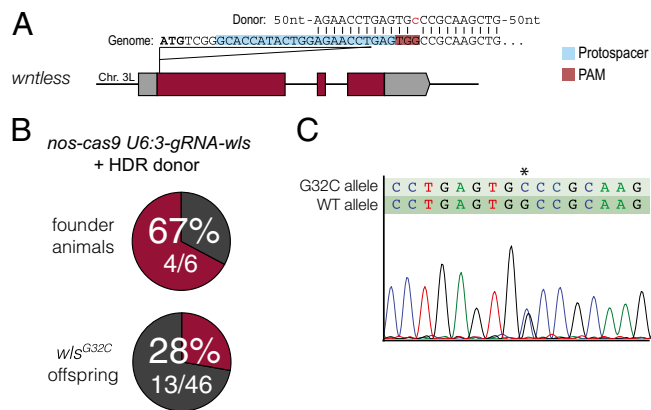 A
Donor: 50nt-AGAACCTGAGTGcCCGCAAGCTG-50nt
Genome: ATGTCGGGCACCATACTGGAGAACCTGAGTGGCCGCAAGCTG...
Protospacer
PAM
wntless
Chr. 3L
B
nos-cas9 U6:3-gRNA-wls
+ HDR donor
founder
animals
67%
4/6
wlsG32C
offspring
28%
13/46
C
*
G32C allele
C C T G A G T G C C C G C A A G
WT allele
C C T G A G T G G C C G C A A G